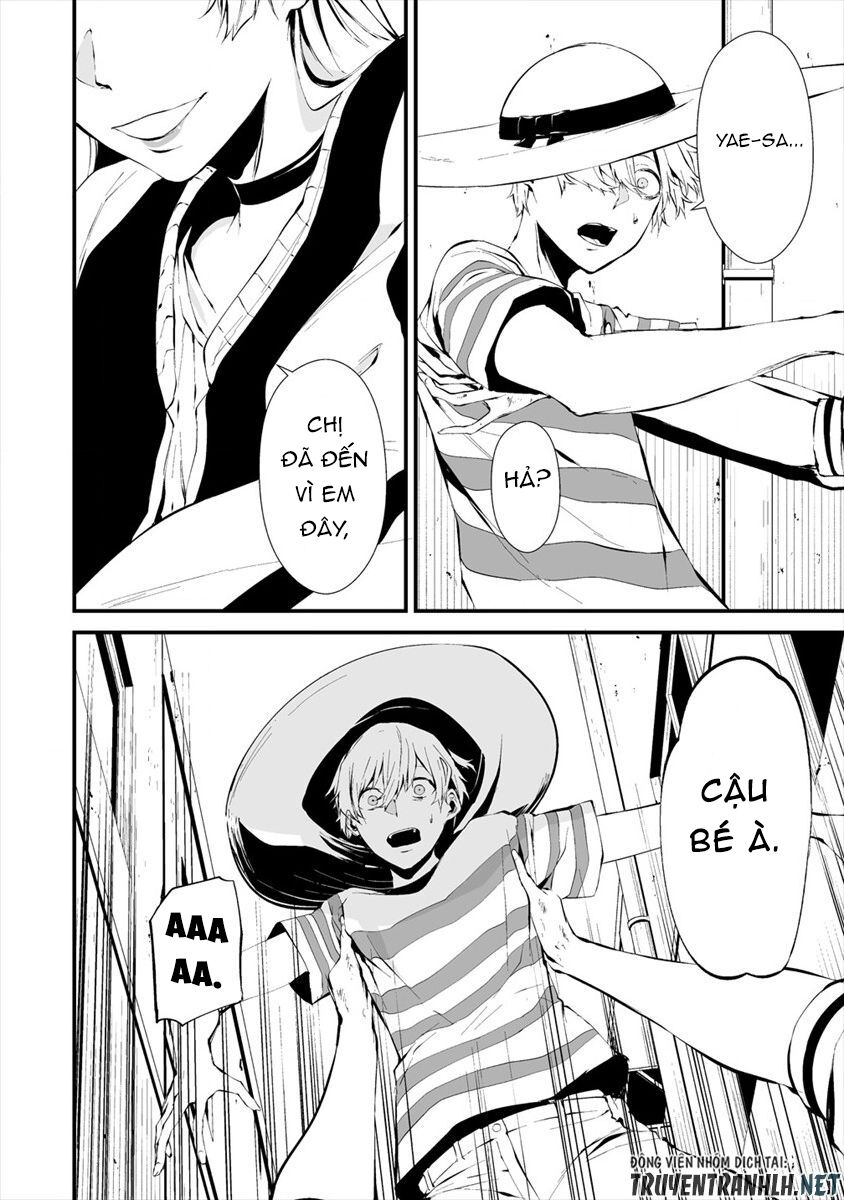 YAE-SA...
HẢ?
CHỊ
ĐÃ ĐẾN
VÌ EM
ĐÂY,
CẬU
BÉ À.
AAA
AA.
ĐỘNG VIÊN NHÓM DỊCH TẠI: ,
TRUYENTRANHLH.NET